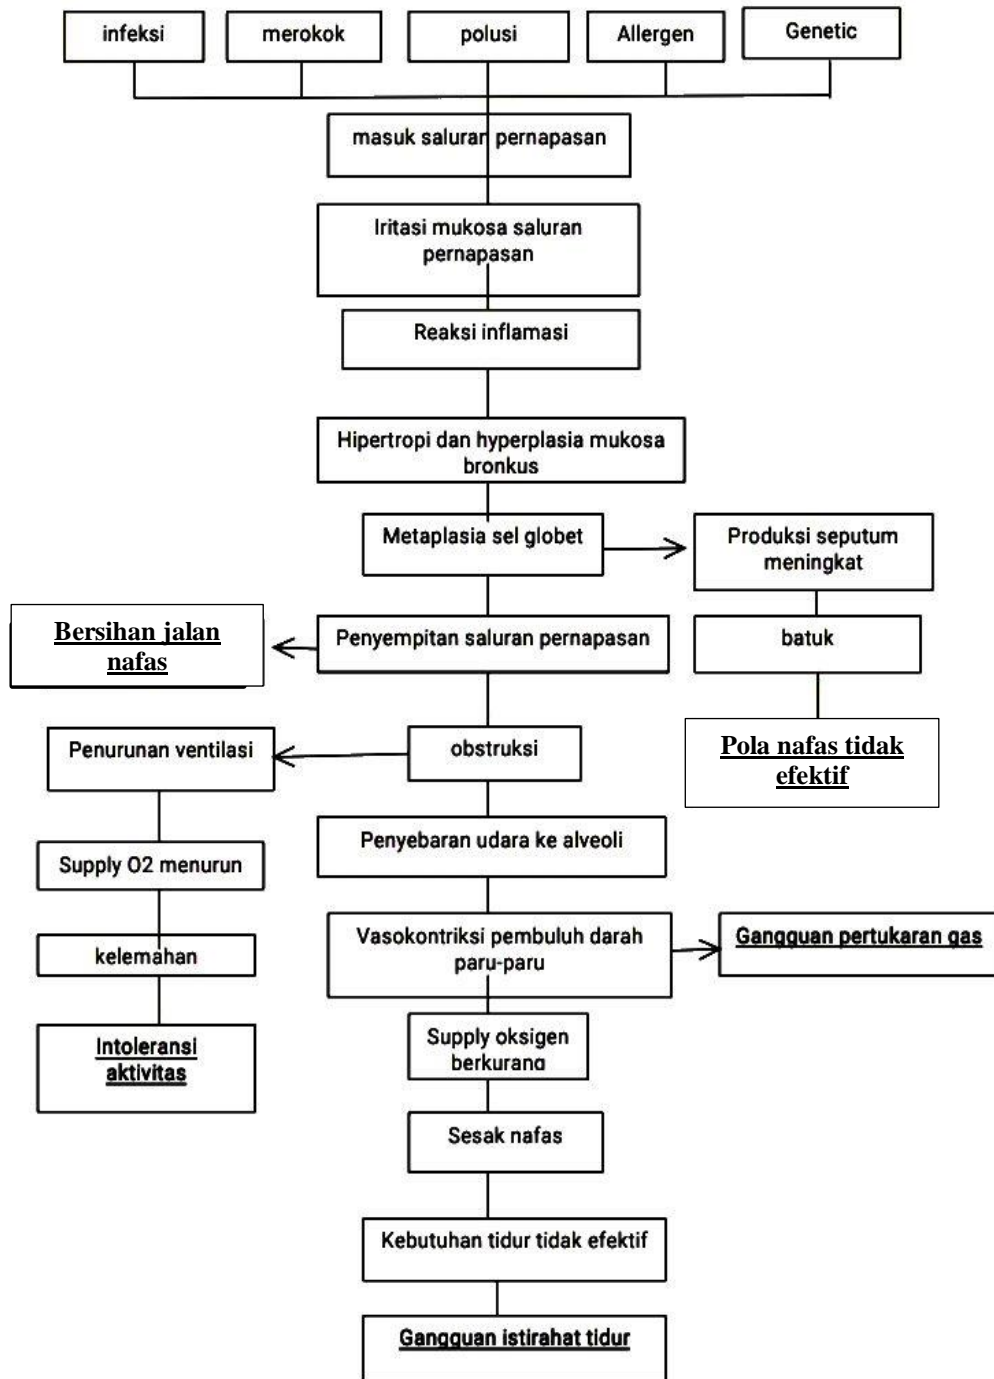 infeksi
merokok
polusi
Allergen
Genetic
masuk saluran pernapasan
Iritasi mukosa saluran
pernapasan
Reaksi inflamasi
Hipertropi dan hyperplasia mukosa
bronkus
Metaplasia sel globet
Produksi seputum
meningkat
Bersihan jalan
nafas
Penyempitan saluran pernapasan
batuk
Penurunan ventilasi
obstruksi
Pola nafas tidak
efektif
Supply O2 menurun
Penyebaran udara ke alveoli
kelemahan
Vasokontriksi pembuluh darah
paru-paru
Gangguan pertukaran gas
Intoleransi
aktivitas
Supply oksigen
berkurang
Sesak nafas
Kebutuhan tidur tidak efektif
Gangguan istirahat tidur